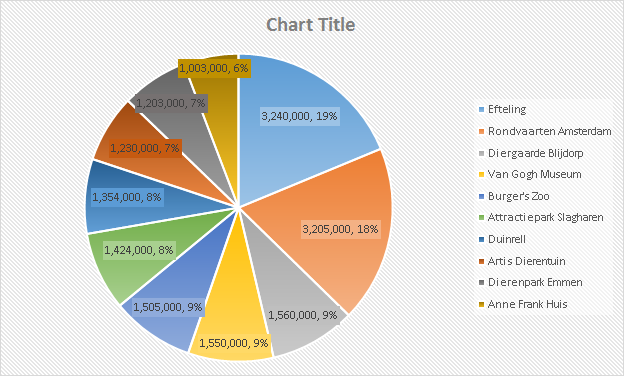 Chart Title
1,003,000, 6%
3,240,000, 19%
1,203,000, 7%
1,230,000, 7%
1,354,000, 8%
3,205,000, 18%
1,424,000, 8%
1,505,000, 9%
1,560,000, 9%
1,550,000, 9%
Efteling
Rondvaarten Amsterdam
Diergaarde Blijdorp
Van Gogh Museum
Burger's Zoo
Attractiepark Slagharen
Duinrell
Artis Dierentuin
Dierenpark Emmen
Anne Frank Huis